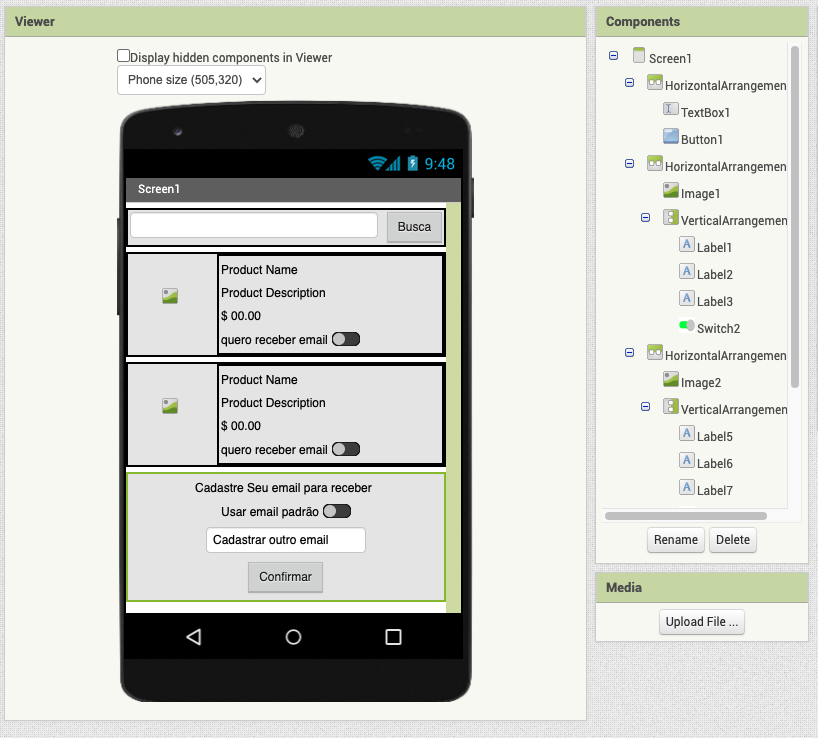 Viewer
Display hidden components in Viewer
Phone size (505,320)
9:48
Screen1
Busca
Product Name
Product Description
$ 00.00
quero receber email
Product Name
Product Description
$ 00.00
quero receber email
Cadastre Seu email para receber
Usar email padrão
Cadastrar outro email
Confirmar
Components
Screen1
HorizontalArrangemen
TextBox1
Button1
HorizontalArrangemen
Image1
VerticalArrangemen
A Label1
A Label2
A Label3
Switch2
HorizontalArrangemen
Image2
VerticalArrangemen
A Label5
A Label6
A Label7
Rename Delete
Media
Upload File ...